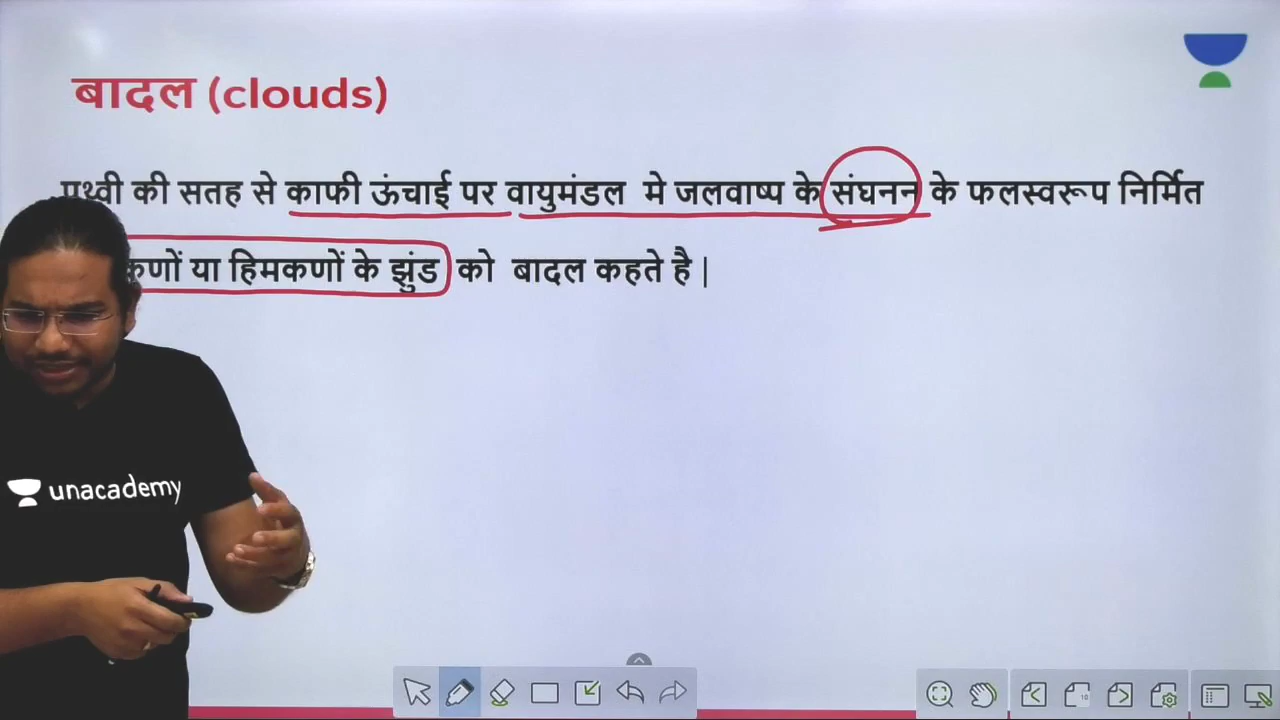 बादल (clouds)
पृथ्वी की सतह से काफी ऊंचाई पर वायुमंडल मे जलवाष्प के संघनन के फलस्वरूप निर्मित
कणों या हिमकणों के झुंड को बादल कहते है |
unacademy